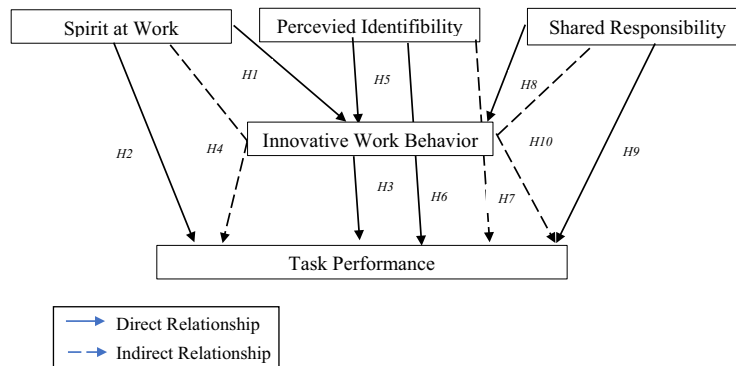 Spirit at Work
Percevied Identifibility
Shared Responsibility
H1
H5
H8
Innovative Work Behavior
H2
H4
H10
H9
H3
H6
H7
Task Performance
Direct Relationship
Indirect Relationship